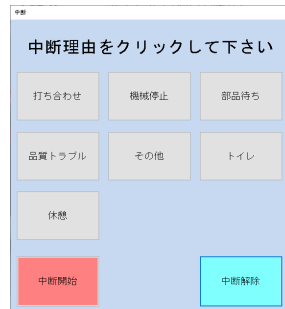 中断
中断理由をクリックして下さい
打ち合わせ 機械停止 部品待ち
品質トラブル その他 トイレ
休憩
中断開始 中断解除